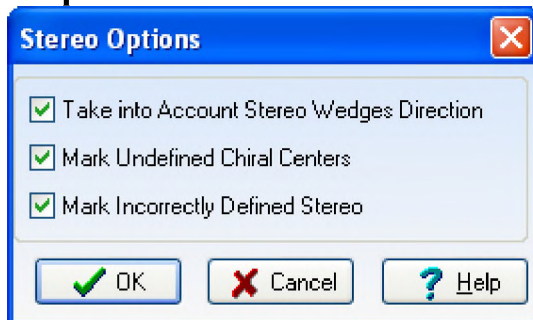 Stereo Options
Take into Account Stereo Wedges Direction
Mark Undefined Chiral Centers
Mark Incorrectly Defined Stereo
OK Cancel Help